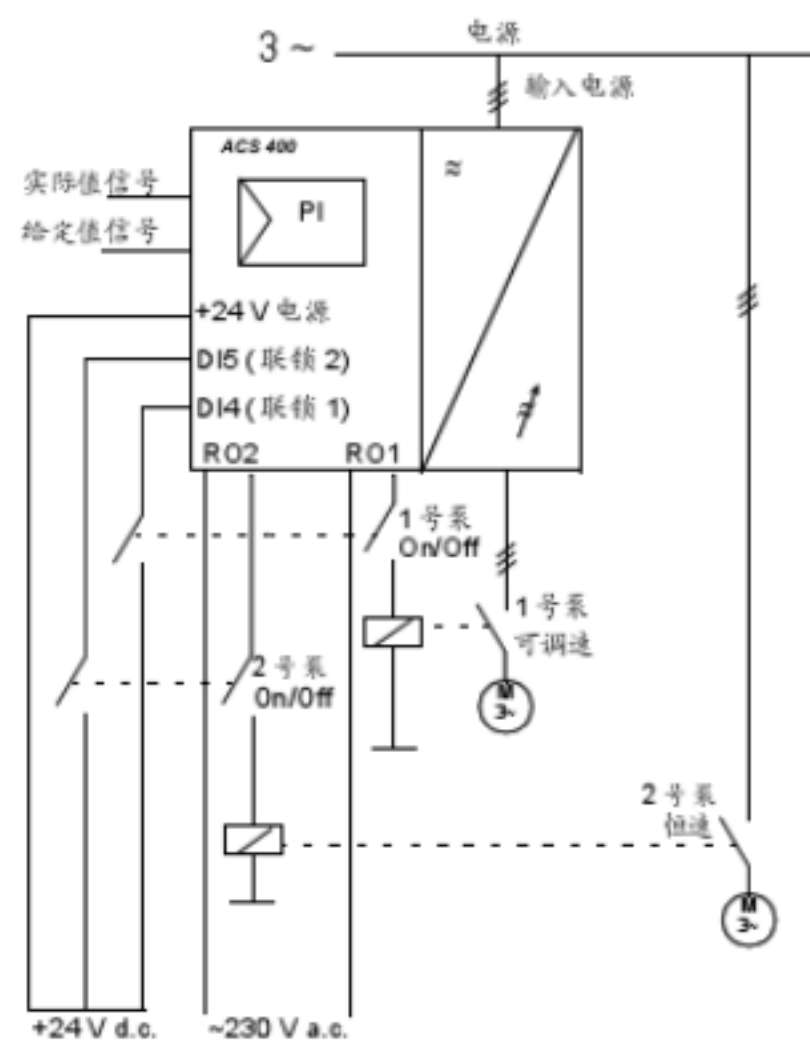 电源
3 ~
输入电源
ACS 400
≈
实际值信号
PI
给定值信号
+24 V 电源
DI5 (联锁 2)
DI4 (联锁 1)
RO2
RO1
1 号泵
On/Off
1 号泵
可调速
2 号泵
On/Off
M
3~
2 号泵
恒速
M
3~
+24 V d.c.
~230 V a.c.